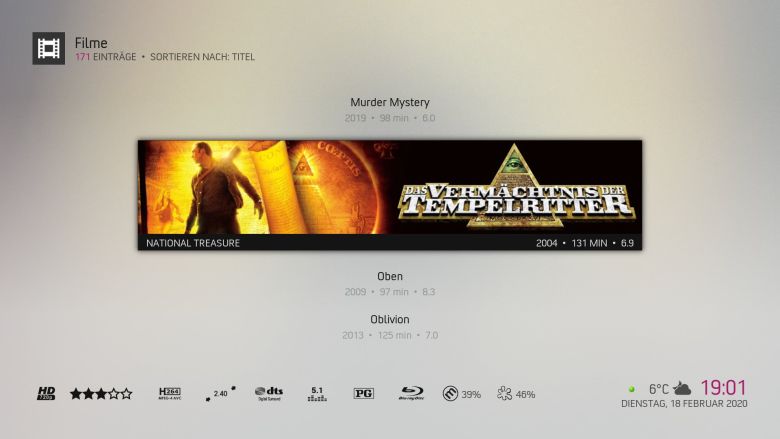 Filme
171 EINTRÄGE • SORTIEREN NACH: TITEL
Murder Mystery
2019 • 98 min • 6.0
CŒPTIS
DAS VERMÄCHTNIS DER
TEMPELRITTER
NATIONAL TREASURE
2004 • 131 MIN • 6.9
Oben
2009 • 97 min • 8.3
Oblivion
2013 • 125 min • 7.0
HD
720p
H264
MPEG-4 AVC
2.40
dts
Digital Surround
5.1
PG
Blu-ray Disc
39%
46%
6°C
19:01
DIENSTAG, 18 FEBRUAR 2020